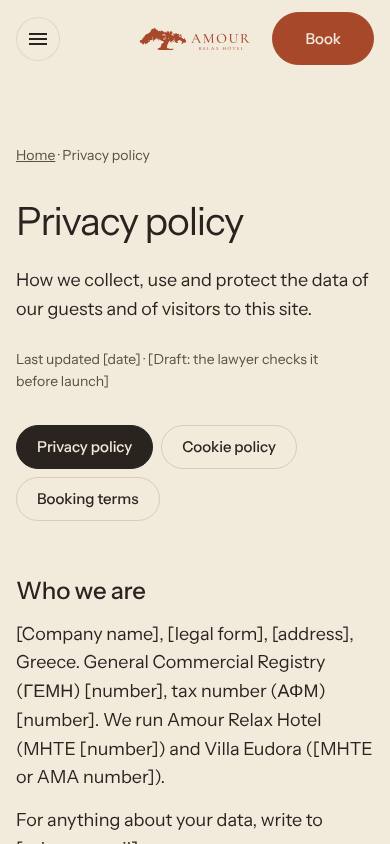 AMOUR
RELAX HOTEL
Book
Home · Privacy policy
Privacy policy
How we collect, use and protect the data of
our guests and of visitors to this site.
Last updated [date] · [Draft: the lawyer checks it
before launch]
Privacy policy
Cookie policy
Booking terms
Who we are
[Company name], [legal form], [address],
Greece. General Commercial Registry
(ΓΕΜΗ) [number], tax number (ΑΦΜ)
[number]. We run Amour Relax Hotel
(MHTE [number]) and Villa Eudora ([MHTE
or AMA number]).
For anything about your data, write to